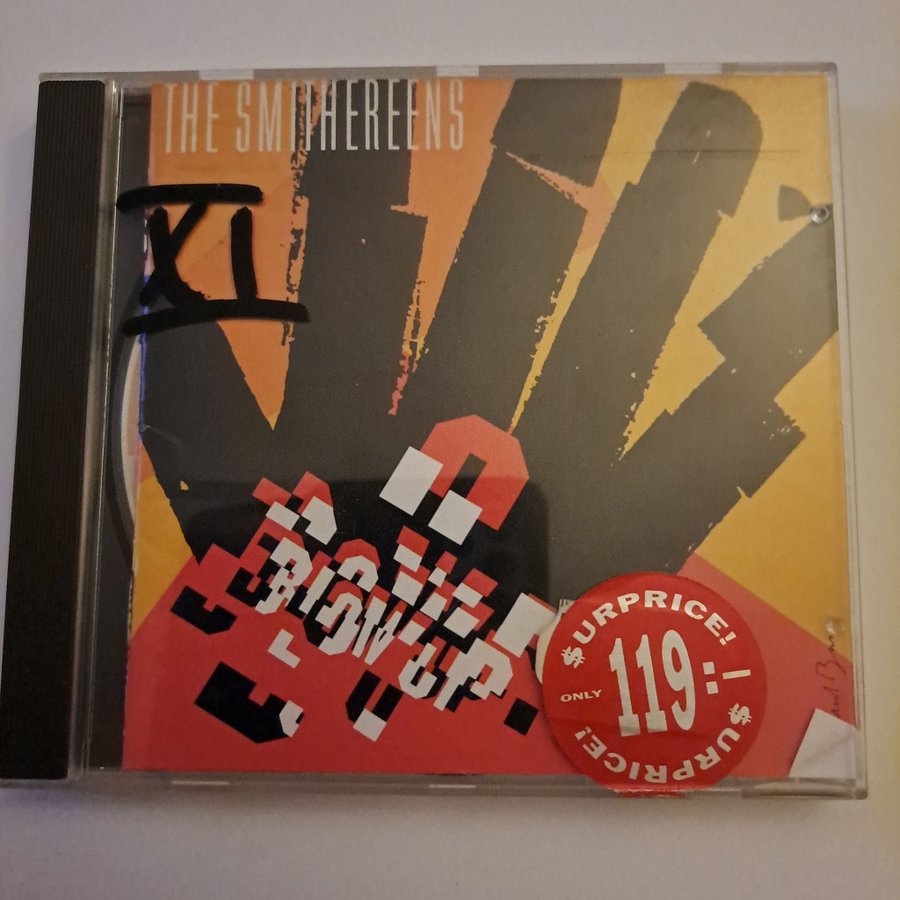 THE SMITHEREENS
XI
BLOW UP
$URPRICE!
ONLY 119:-
$URPRICE!